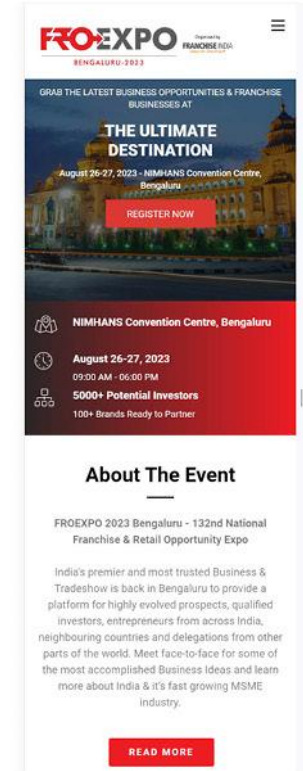 FROEXPO
BENGALURU-2023
Organised by
FRANCHISE INDIA
GRAB THE LATEST BUSINESS OPPORTUNITIES & FRANCHISE
BUSINESSES AT
THE ULTIMATE
DESTINATION
August 26-27, 2023 - NIMHANS Convention Centre,
Bengaluru
REGISTER NOW
NIMHANS Convention Centre, Bengaluru
August 26-27, 2023
09:00 AM - 06:00 PM
5000+ Potential Investors
100+ Brands Ready to Partner
About The Event
FROEXPO 2023 Bengaluru - 132nd National
Franchise & Retail Opportunity Expo
India's premier and most trusted Business &
Tradeshow is back in Bengaluru to provide a
platform for highly evolved prospects, qualified
investors, entrepreneurs from across India,
neighbouring countries and delegations from other
parts of the world. Meet face-to-face for some of
the most accomplished Business Ideas and learn
more about India & it's fast growing MSME
industry.
READ MORE